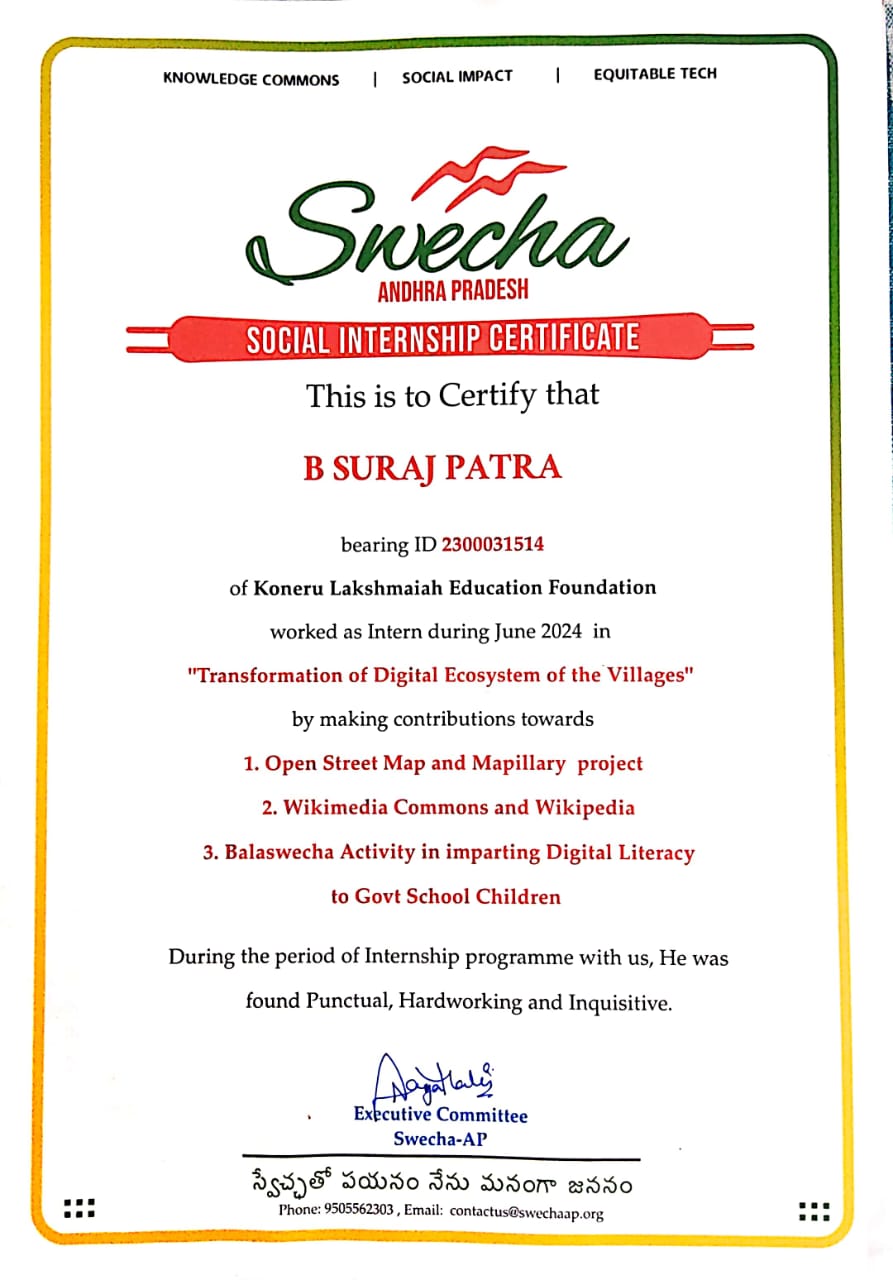 KNOWLEDGE COMMONS | SOCIAL IMPACT | EQUITABLE TECH
Swecha
ANDHRA PRADESH
SOCIAL INTERNSHIP CERTIFICATE
This is to Certify that
B SURAJ PATRA
bearing ID 2300031514
of Koneru Lakshmaiah Education Foundation
worked as Intern during June 2024 in
"Transformation of Digital Ecosystem of the Villages"
by making contributions towards
1. Open Street Map and Mapillary project
2. Wikimedia Commons and Wikipedia
3. Balaswecha Activity in imparting Digital Literacy
to Govt School Children
During the period of Internship programme with us, He was
found Punctual, Hardworking and Inquisitive.
Executive Committee
Swecha-AP
స్వేచ్ఛతో పయనం నేను మనంగా జననం
Phone: 9505562303 , Email: contactus@swechaap.org